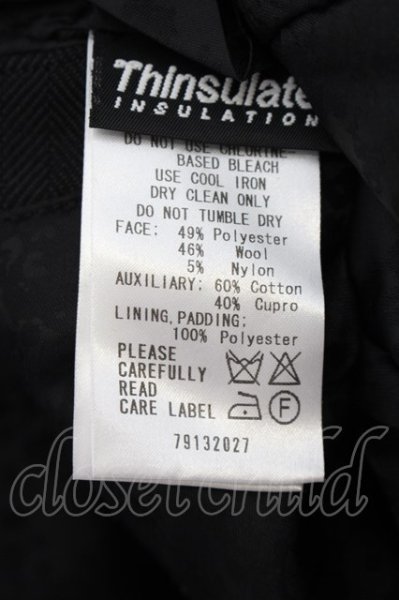 Thinsulate
INSULATION
DO NOT USE CHLORINE-
BASED BLEACH
USE COOL IRON
DRY CLEAN ONLY
DO NOT TUMBLE DRY
FACE: 49% Polyester
46% Wool
5% Nylon
AUXILIARY: 60% Cotton
40% Cupro
LINING, PADDING:
100% Polyester
PLEASE
CAREFULLY
READ
CARE LABEL
F
79132027
closet child